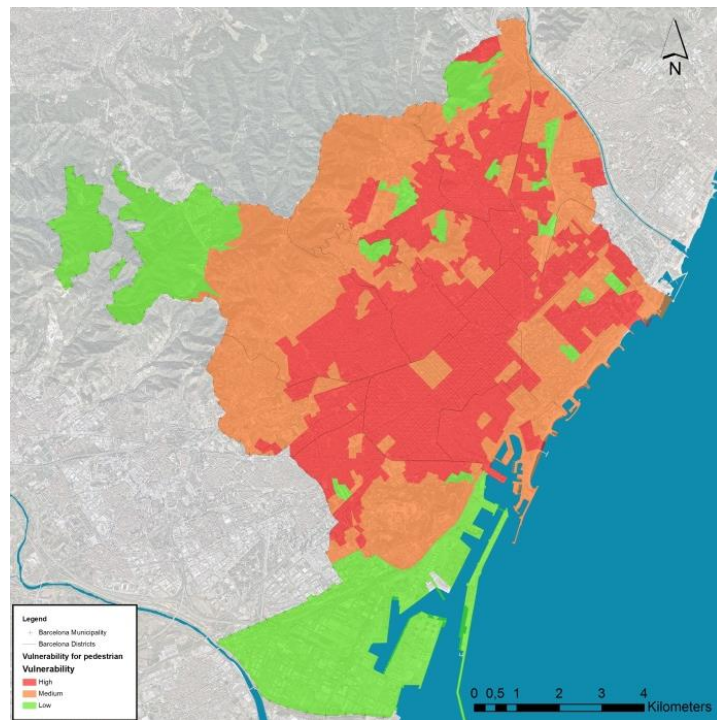 N
Legend
Barcelona Municipality
Barcelona Districts
Vulnerability for pedestrian
Vulnerability
High
Medium
Low
0 0,5 1 2 3 4
Kilometers